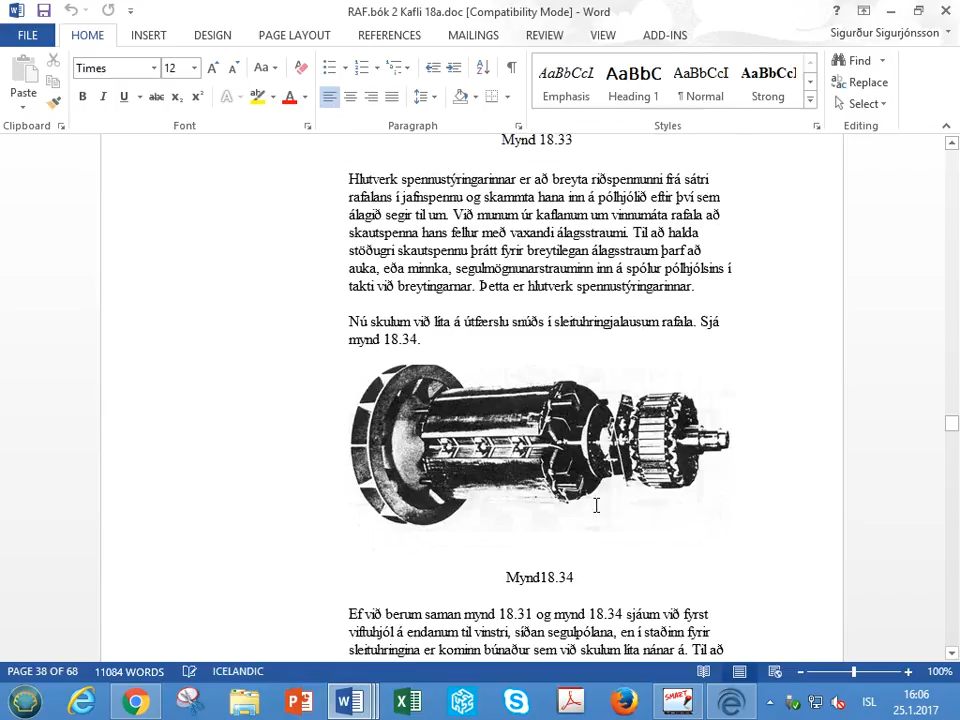 RAF.bók 2 Kafli 18a.doc [Compatibility Mode] - Word
FILE HOME INSERT DESIGN PAGE LAYOUT REFERENCES MAILINGS REVIEW VIEW ADD-INS
Sigurður Sigurjónsson
Paste
Times 12
Find
Replace
Select
AaBbCcI AaBbC AaBbCcI AaBbCcI
Emphasis Heading 1 ¶ Normal Strong
Clipboard Font Paragraph Styles Editing
Mynd 18.33
Hlutverk spennustýringarinnar er að breyta riðspennunni frá sátri
rafalans í jafnspennu og skammta hana inn á pólhjólið eftir því sem
álagið segir til um. Við munum úr kaflanum um vinnumáta rafala að
skautspenna hans fellur með vaxandi álagsstraumi. Til að halda
stöðugri skautspennu þrátt fyrir breytilegan álagsstraum þarf að
auka, eða minnka, segulmögnunarstrauminn inn á spólur pólhjólsins í
takti við breytingarnar. Þetta er hlutverk spennustýringarinnar.
Nú skulum við líta á útfærslu snúðs í sleituhringjalausum rafala. Sjá
mynd 18.34.
Mynd18.34
Ef við berum saman mynd 18.31 og mynd 18.34 sjáum við fyrst
viftuhjól á endanum til vinstri, síðan segulpólana, en í staðinn fyrir
sleituhringina er kominn búnaður sem við skulum líta nánar á. Til að
PAGE 38 OF 68 11084 WORDS ICELANDIC 100%
SMART
ISL
16:06
25.1.2017